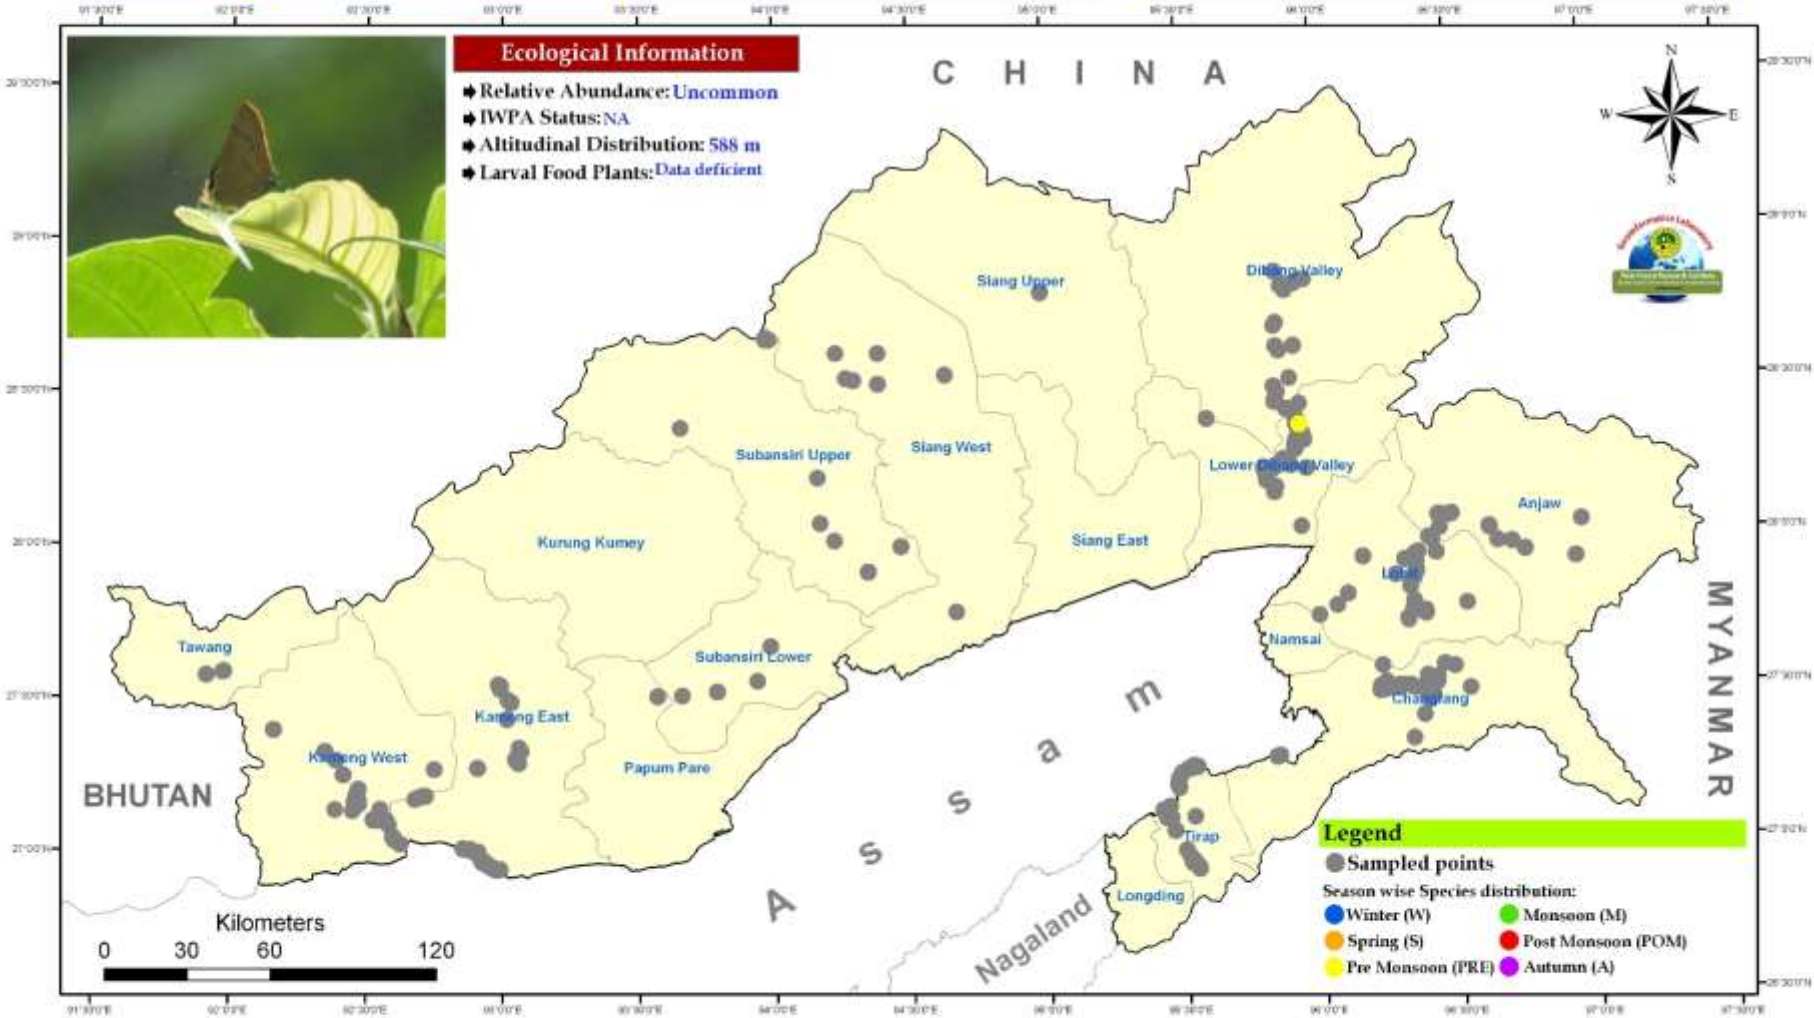 Ecological Information
Relative Abundance: Uncommon
IWPA Status: NA
Altitudinal Distribution: 588 m
Larval Food Plants: Data deficient
CHINA
N
W
E
S
Dibang Valley
Siang Upper
Subansiri Upper
Siang West
Lower Dibang Valley
Anjaw
Kurung Kumey
Siang East
Lohit
Namsai
Tawang
Subansiri Lower
Changlang
Kameng East
Kameng West
Papum Pare
BHUTAN
MYANMAR
Assam
Tirap
Longding
Nagaland
Kilometers
0 30 60 120
Legend
Sampled points
Season wise Species distribution:
Winter (W)
Monsoon (M)
Spring (S)
Post Monsoon (POM)
Pre Monsoon (PRE)
Autumn (A)